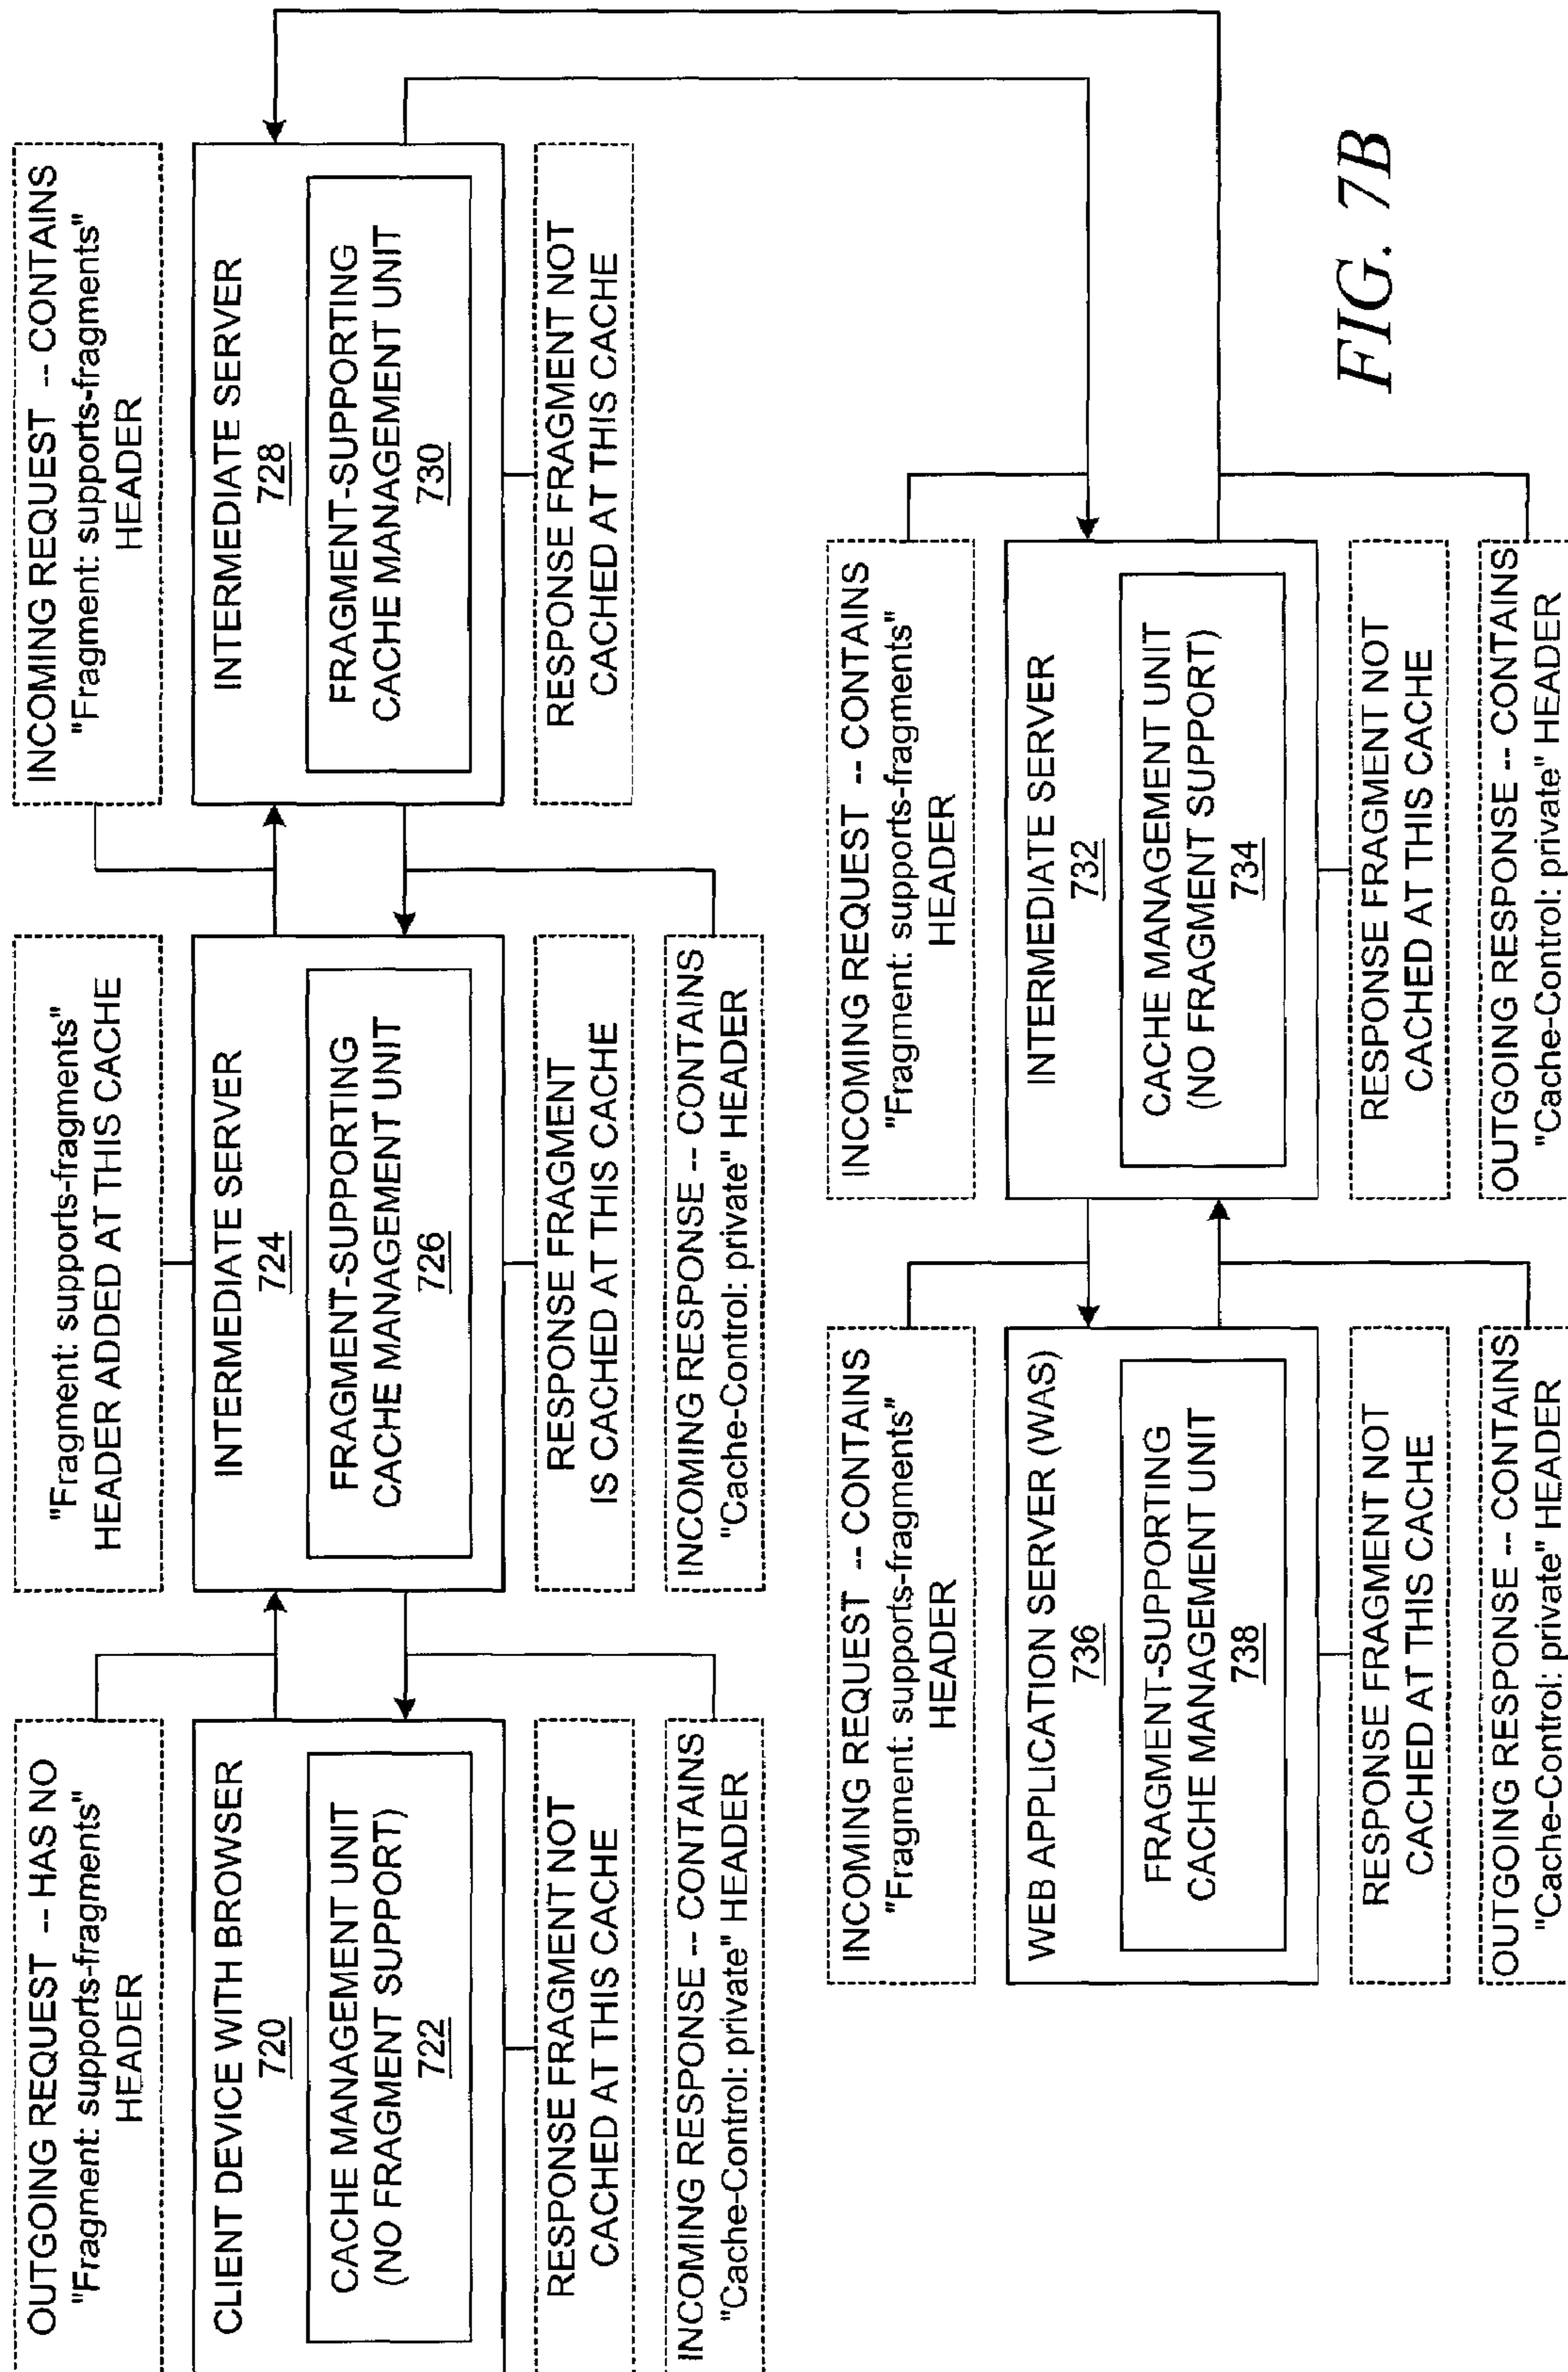 OUTGOING REQUEST -- HAS NO
"Fragment: supports-fragments"
HEADER
CLIENT DEVICE WITH BROWSER
720
CACHE MANAGEMENT UNIT
(NO FRAGMENT SUPPORT)
722
RESPONSE FRAGMENT NOT
CACHED AT THIS CACHE
INCOMING RESPONSE -- CONTAINS
"Cache-Control: private" HEADER
"Fragment: supports-fragments"
HEADER ADDED AT THIS CACHE
INTERMEDIATE SERVER
724
FRAGMENT-SUPPORTING
CACHE MANAGEMENT UNIT
726
RESPONSE FRAGMENT
IS CACHED AT THIS CACHE
INCOMING RESPONSE -- CONTAINS
"Cache-Control: private" HEADER
INCOMING REQUEST -- CONTAINS
"Fragment: supports-fragments"
HEADER
INTERMEDIATE SERVER
728
FRAGMENT-SUPPORTING
CACHE MANAGEMENT UNIT
730
RESPONSE FRAGMENT NOT
CACHED AT THIS CACHE
INCOMING REQUEST -- CONTAINS
"Fragment: supports-fragments"
HEADER
WEB APPLICATION SERVER (WAS)
736
FRAGMENT-SUPPORTING
CACHE MANAGEMENT UNIT
738
RESPONSE FRAGMENT NOT
CACHED AT THIS CACHE
OUTGOING RESPONSE -- CONTAINS
"Cache-Control: private" HEADER
INCOMING REQUEST -- CONTAINS
"Fragment: supports-fragments"
HEADER
INTERMEDIATE SERVER
732
CACHE MANAGEMENT UNIT
(NO FRAGMENT SUPPORT)
734
RESPONSE FRAGMENT NOT
CACHED AT THIS CACHE
OUTGOING RESPONSE -- CONTAINS
"Cache-Control: private" HEADER
FIG. 7B